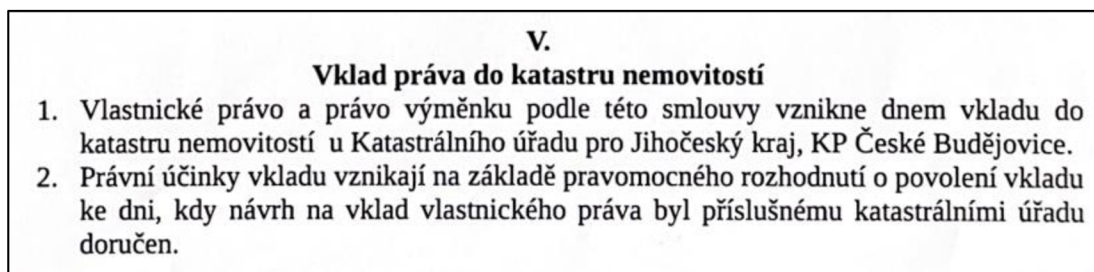 V.
Vklad práva do katastru nemovitostí
1. Vlastnické právo a právo výměnku podle této smlouvy vznikne dnem vkladu do
katastru nemovitostí u Katastrálního úřadu pro Jihočeský kraj, KP České Budějovice.
2. Právní účinky vkladu vznikají na základě pravomocného rozhodnutí o povolení vkladu
ke dni, kdy návrh na vklad vlastnického práva byl příslušnému katastrálními úřadu
doručen.